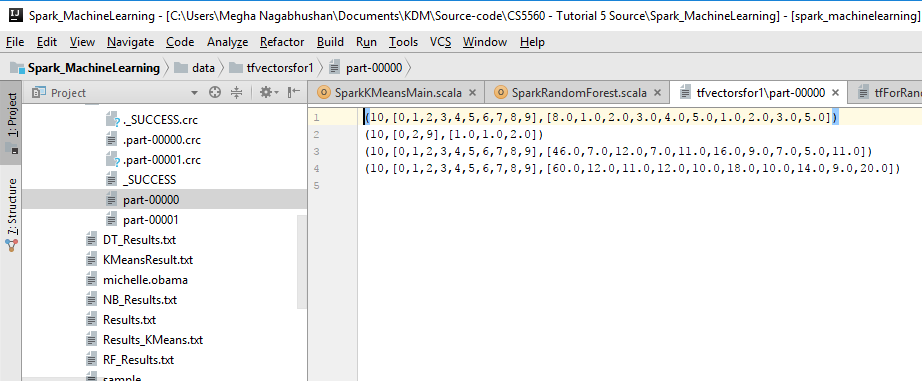 Spark_MachineLearning - [C:\Users\Megha Nagabhushan\Documents\KDM\Source-code\CS5560 - Tutorial 5 Source\Spark_MachineLearning] - [spark_machinelearning]
File Edit View Navigate Code Analyze Refactor Build Run Tools VCS Window Help
Spark_MachineLearning data tfvectorsfor1 part-00000
Project
SparkKMeansMain.scala SparkRandomForest.scala tfvectorsfor1\part-00000 tfForRan
1: Project
7: Structure
._SUCCESS.crc
.part-00000.crc
.part-00001.crc
_SUCCESS
part-00000
part-00001
DT_Results.txt
KMeansResult.txt
michelle.obama
NB_Results.txt
Results.txt
Results_KMeans.txt
RF_Results.txt
sample
1 (10,[0,1,2,3,4,5,6,7,8,9],[8.0,1.0,2.0,3.0,4.0,5.0,1.0,2.0,3.0,5.0])
2 (10,[0,2,9],[1.0,1.0,2.0])
3 (10,[0,1,2,3,4,5,6,7,8,9],[46.0,7.0,12.0,7.0,11.0,16.0,9.0,7.0,5.0,11.0])
4 (10,[0,1,2,3,4,5,6,7,8,9],[60.0,12.0,11.0,12.0,10.0,18.0,10.0,14.0,9.0,20.0])
5